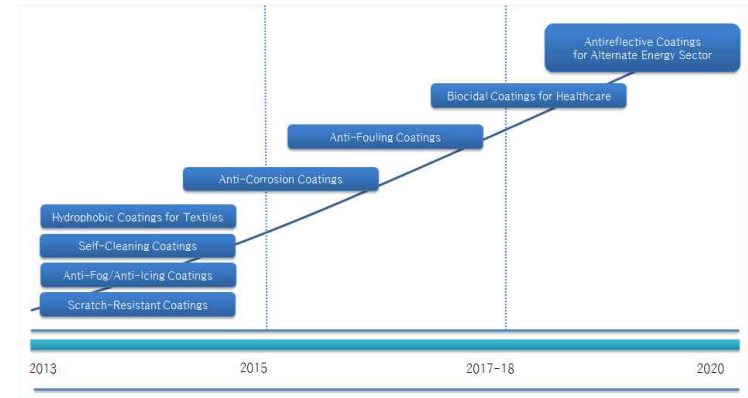 Antireflective Coatings
for Alternate Energy Sector
Biocidal Coatings for Healthcare
Anti-Fouling Coatings
Anti-Corrosion Coatings
Hydrophobic Coatings for Textiles
Self-Cleaning Coatings
Anti-Fog/Anti-Icing Coatings
Scratch-Resistant Coatings
2013 2015 2017-18 2020